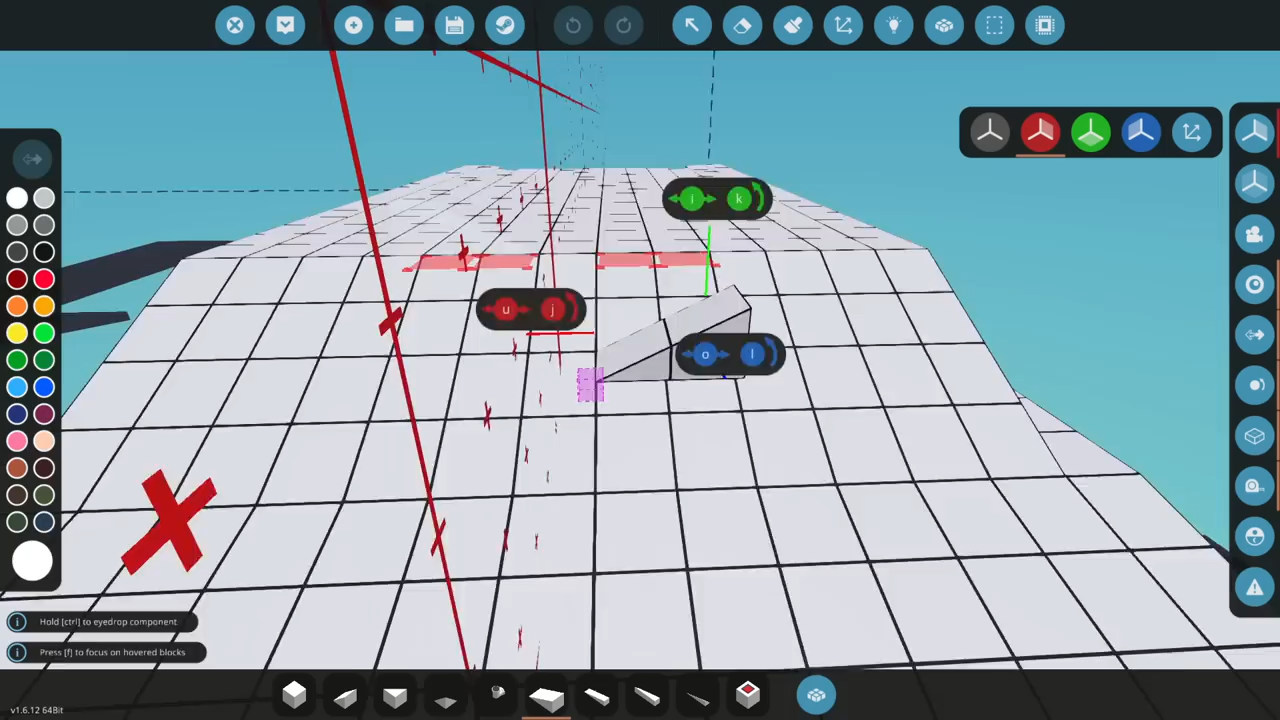 i k
u j
o l
Hold [ctrl] to eyedrop component
Press [f] to focus on hovered blocks
v1.6.12 64Bit